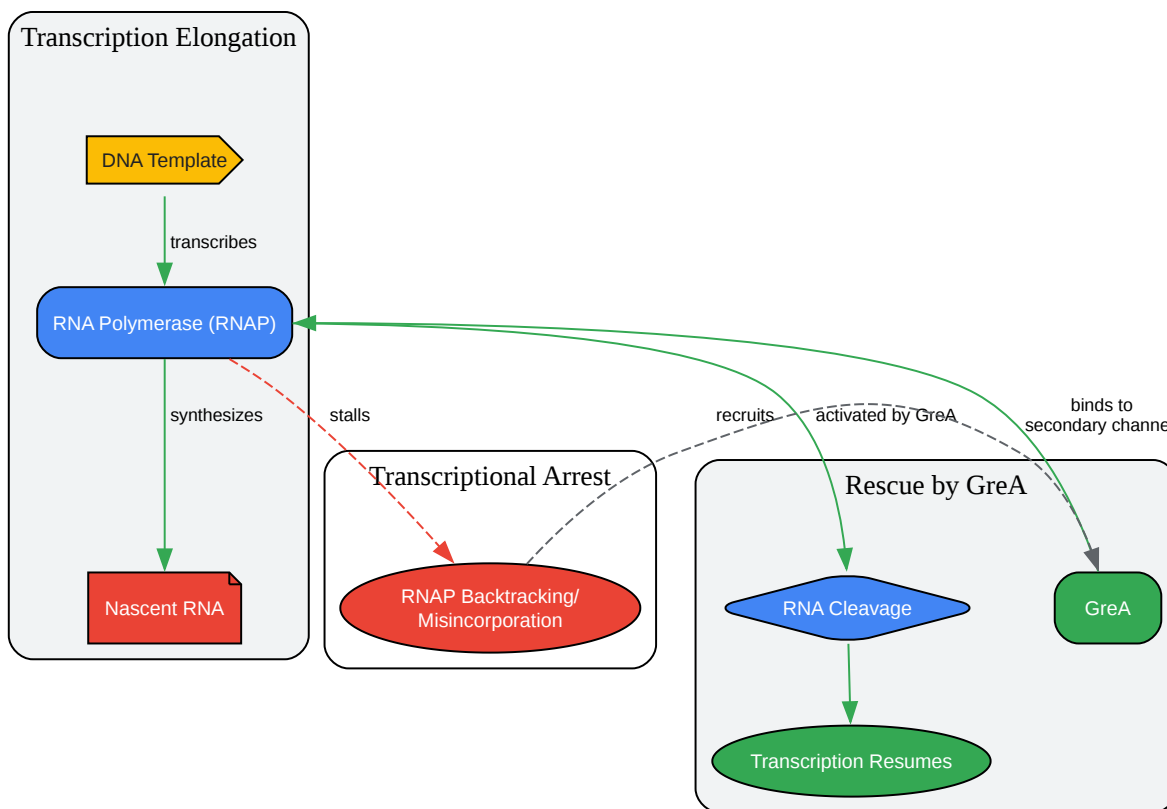 Transcription Elongation
DNA Template
transcribes
RNA Polymerase (RNAP)
synthesizes
stalls
recruits
activated by GreA
binds to
secondary channel
Transcriptional Arrest
Rescue by GreA
Nascent RNA
RNAP Backtracking/
Misincorporation
RNA Cleavage
GreA
Transcription Resumes